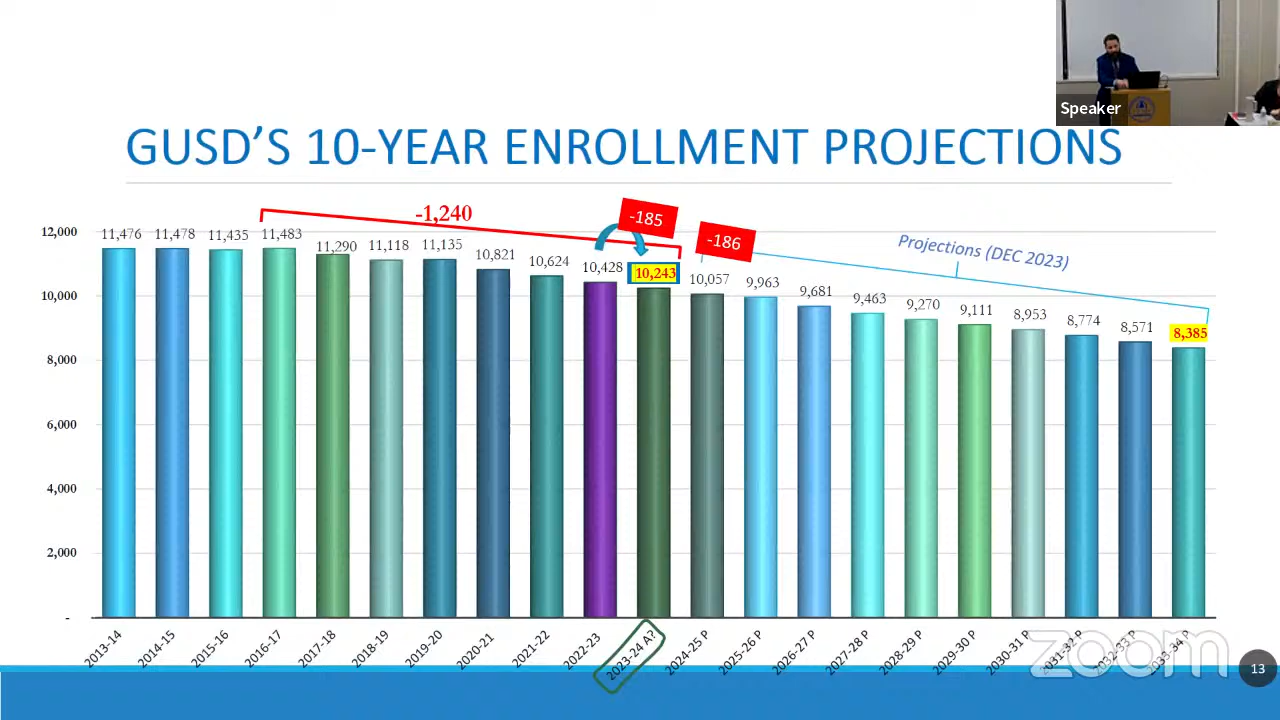 Speaker
GUSD'S 10-YEAR ENROLLMENT PROJECTIONS
-1,240
-185
-186
Projections (DEC 2023)
12,000
10,000
8,000
6,000
4,000
2,000
-
11,476
11,478
11,435
11,483
11,290
11,118
11,135
10,821
10,624
10,428
10,243
10,057
9,963
9,681
9,463
9,270
9,111
8,953
8,774
8,571
8,385
2013-14
2014-15
2015-16
2016-17
2017-18
2018-19
2019-20
2020-21
2021-22
2022-23
2023-24 A?
2024-25 P
2025-26 P
2026-27 P
2027-28 P
2028-29 P
2029-30 P
2030-31 P
2031-32 P
2032-33 P
2033-34 P
zoom
13